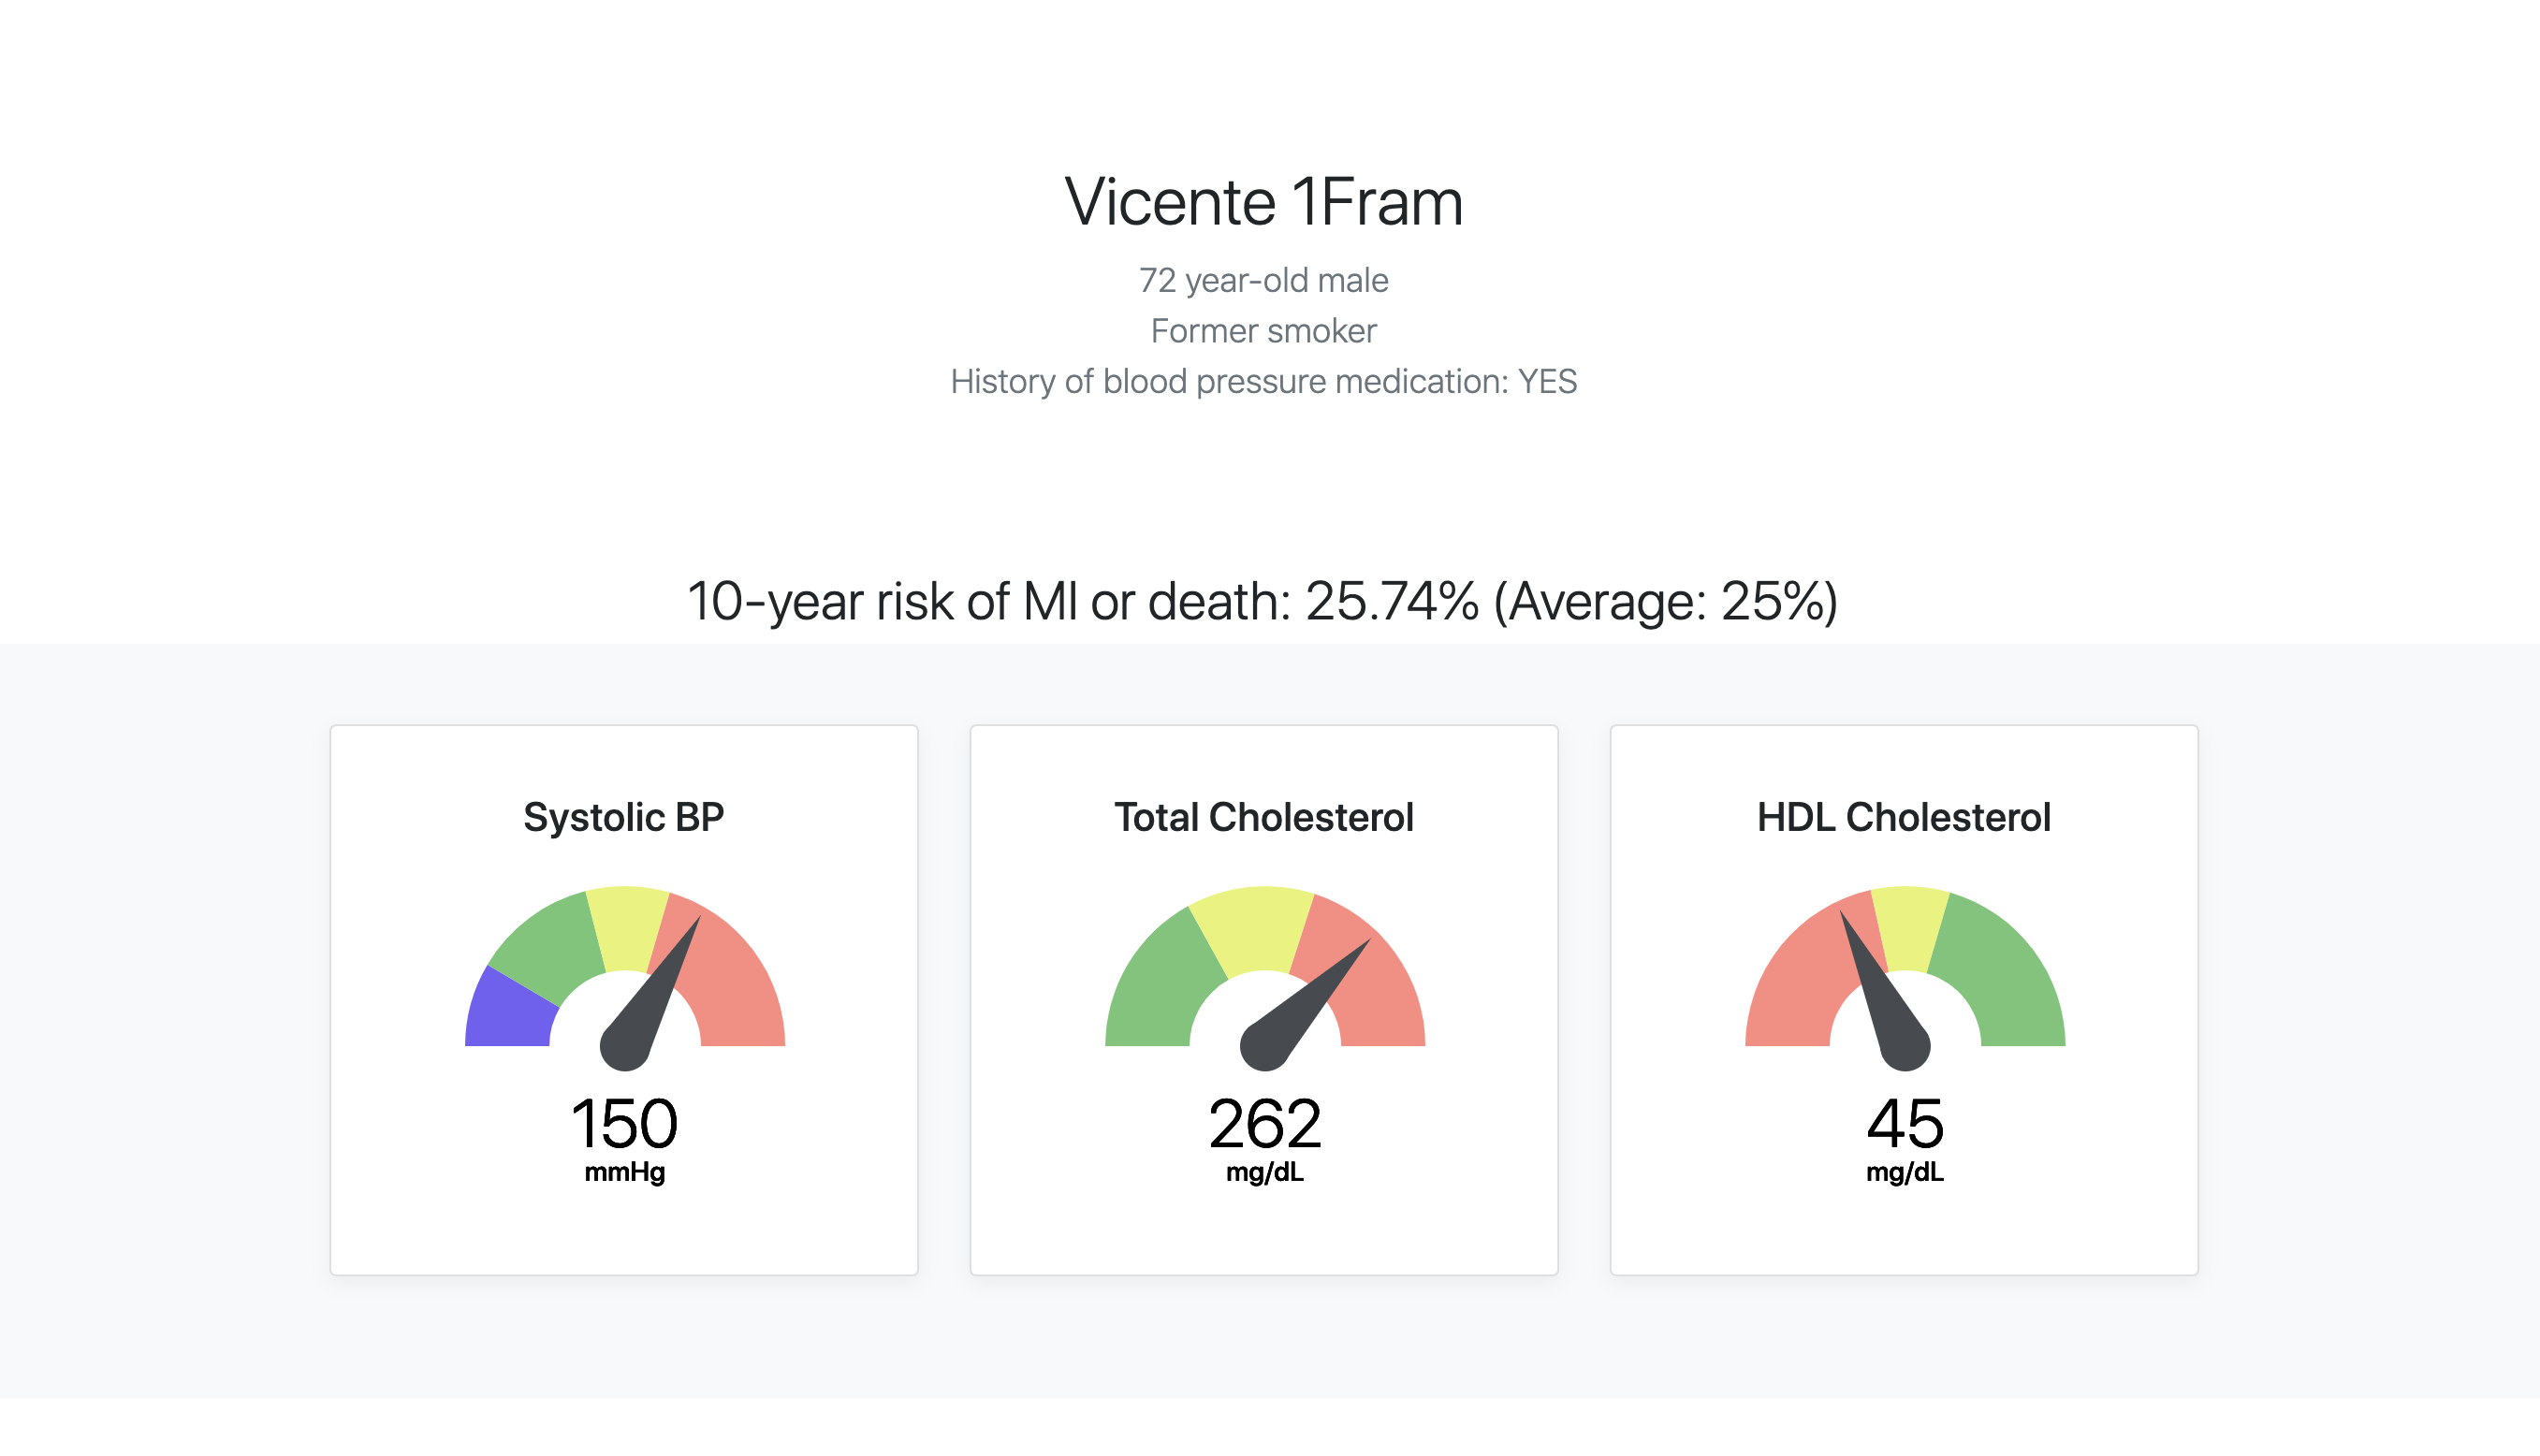 Vicente 1Fram
72 year-old male
Former smoker
History of blood pressure medication: YES
10-year risk of MI or death: 25.74% (Average: 25%)
Systolic BP
150
mmHg
Total Cholesterol
262
mg/dL
HDL Cholesterol
45
mg/dL